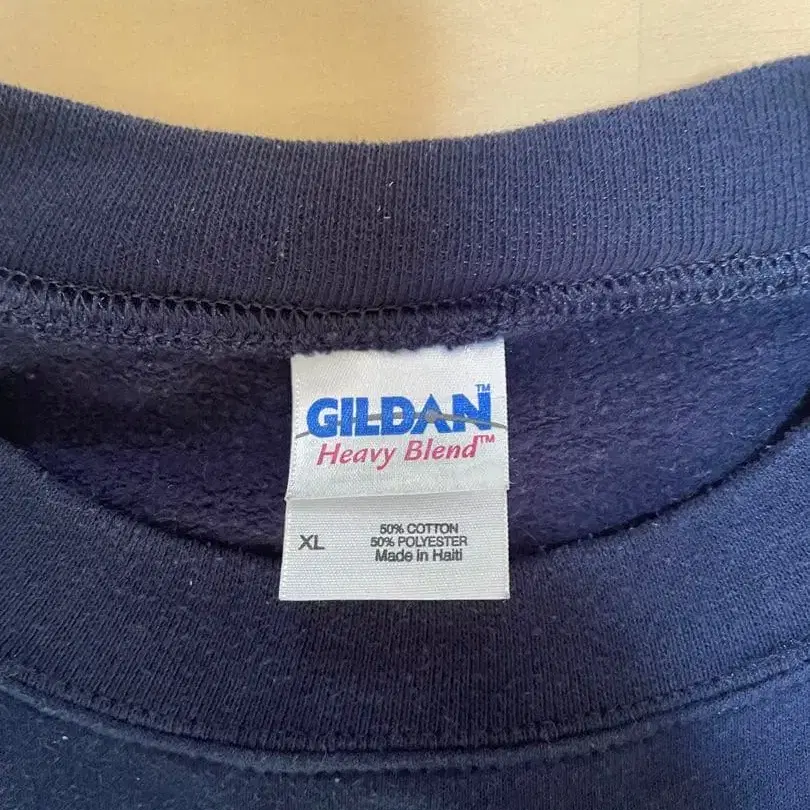 GILDAN™
Heavy Blend™
XL
50% COTTON
50% POLYESTER
Made in Haiti